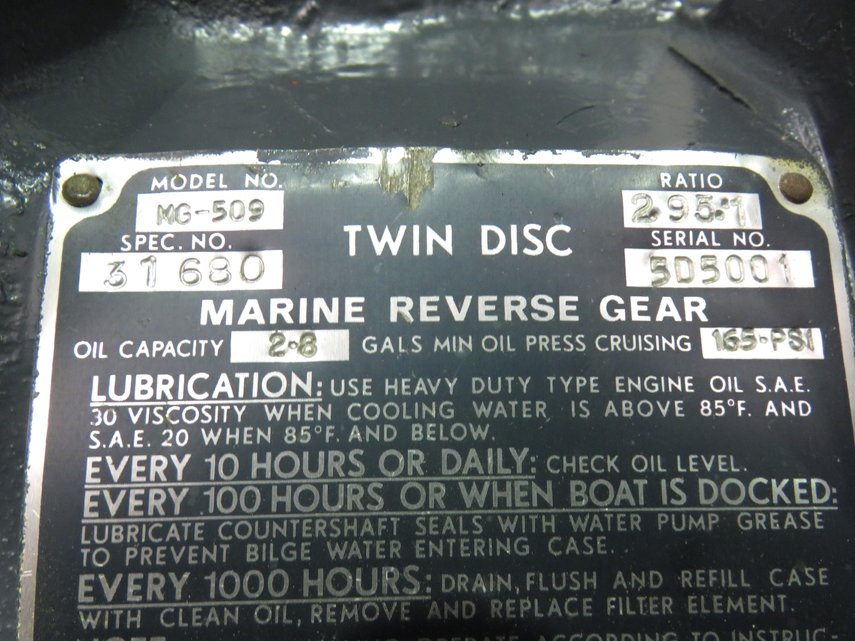 MODEL NO.
MG-509
SPEC. NO.
31680
TWIN DISC
RATIO
2.95:1
SERIAL NO.
5D5001
MARINE REVERSE GEAR
OIL CAPACITY 2.8 GALS MIN OIL PRESS CRUISING 165-PSI
LUBRICATION: USE HEAVY DUTY TYPE ENGINE OIL S.A.E.
30 VISCOSITY WHEN COOLING WATER IS ABOVE 85°F. AND
S.A.E. 20 WHEN 85°F. AND BELOW.
EVERY 10 HOURS OR DAILY: CHECK OIL LEVEL.
EVERY 100 HOURS OR WHEN BOAT IS DOCKED:
LUBRICATE COUNTERSHAFT SEALS WITH WATER PUMP GREASE
TO PREVENT BILGE WATER ENTERING CASE.
EVERY 1000 HOURS: DRAIN, FLUSH AND REFILL CASE
WITH CLEAN OIL, REMOVE AND REPLACE FILTER ELEMENT.
OPERATE ACCORDING TO INSTRUC-